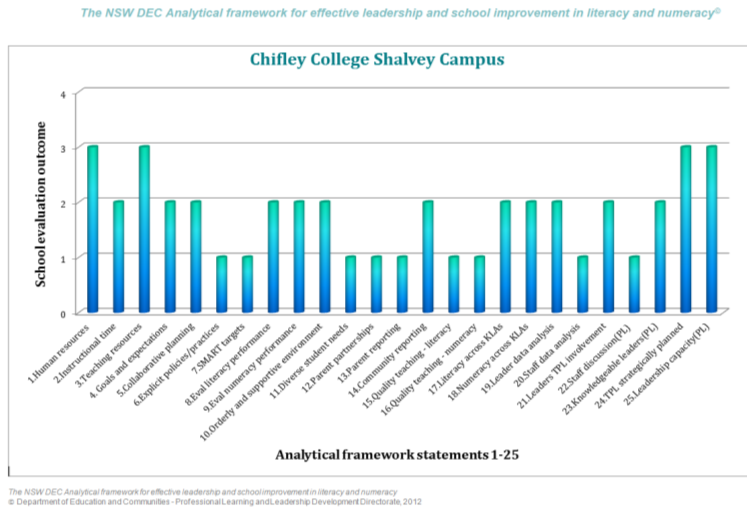 The NSW DEC Analytical framework for effective leadership and school improvement in literacy and numeracy©
Chifley College Shalvey Campus
School evaluation outcome
4
3
2
1
0
1.Human resources
2.Instructional time
3.Teaching resources
4. Goals and expectations
5.Collaborative planning
6.Explicit policies/practices
7.SMART targets
8.Eval literacy performance
9.Eval numeracy performance
10.Orderly and supportive environment
11.Diverse student needs
12.Parent partnerships
13.Parent reporting
14.Community reporting
15.Quality teaching - literacy
16.Quality teaching - numeracy
17.Literacy across KLAs
18.Numeracy across KLAs
19.Leader data analysis
20.Staff data analysis
21.Leaders TPL involvement
22.Staff discussion(PL)
23.Knowledgeable leaders(PL)
24.TPL strategically planned
25.Leadership capacity(PL)
Analytical framework statements 1-25
The NSW DEC Analytical framework for effective leadership and school improvement in literacy and numeracy
© Department of Education and Communities - Professional Learning and Leadership Development Directorate, 2012